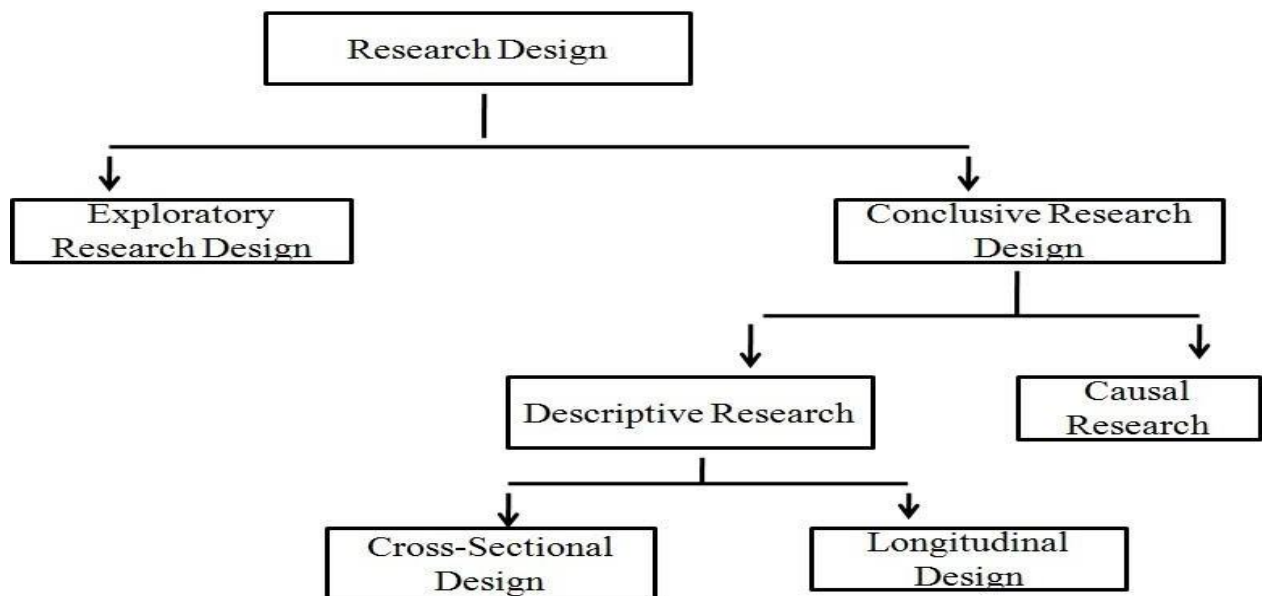 Research Design
Exploratory
Research Design
Conclusive Research
Design
Descriptive Research
Causal
Research
Cross-Sectional
Design
Longitudinal
Design